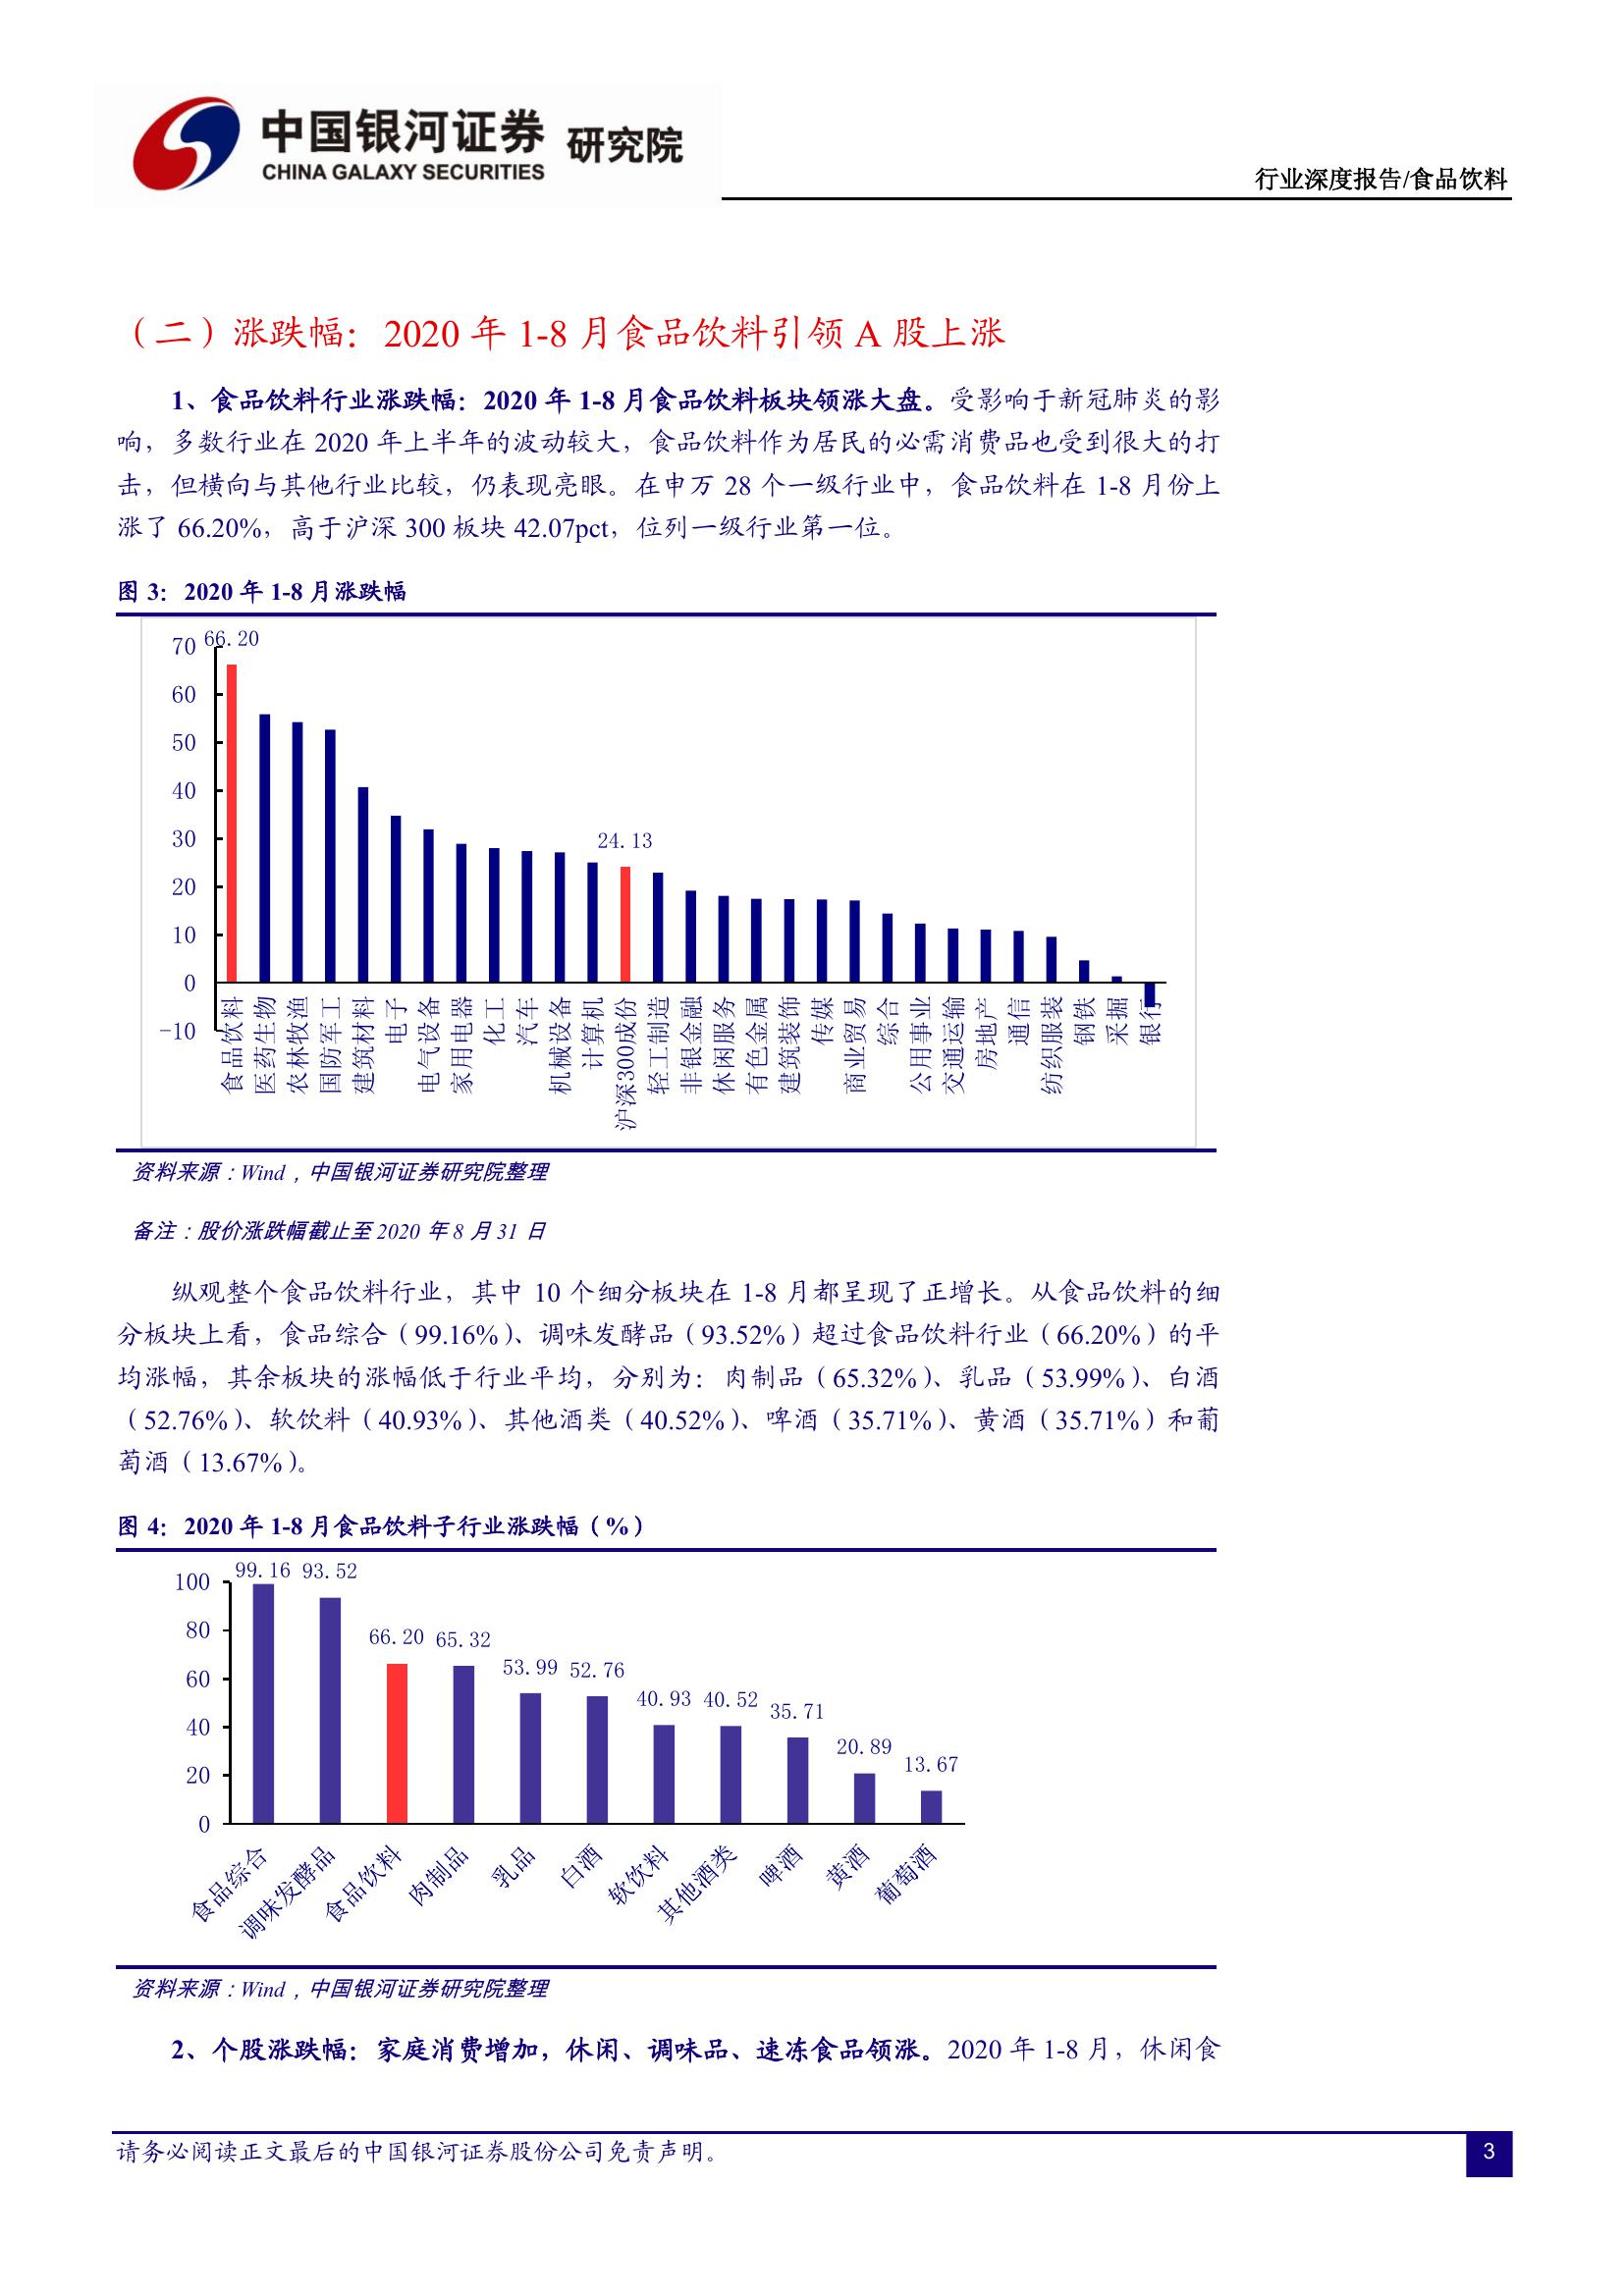 中国银河证券 研究院
CHINA GALAXY SECURITIES
行业深度报告/食品饮料
（二）涨跌幅：2020 年 1-8 月食品饮料引领 A 股上涨
1、食品饮料行业涨跌幅：2020 年 1-8 月食品饮料板块领涨大盘。受影响于新冠肺炎的影
响，多数行业在 2020 年上半年的波动较大，食品饮料作为居民的必需消费品也受到很大的打
击，但横向与其他行业比较，仍表现亮眼。在申万 28 个一级行业中，食品饮料在 1-8 月份上
涨了 66.20%，高于沪深 300 板块 42.07pct，位列一级行业第一位。
图 3：2020 年 1-8 月涨跌幅
70
60
50
40
30
20
10
0
-10
66.20
24.13
食品饮料
医药生物
农林牧渔
国防军工
建筑材料
电子
电气设备
家用电器
化工
汽车
机械设备
计算机
沪深300成份
轻工制造
非银金融
休闲服务
有色金属
建筑装饰
传媒
商业贸易
综合
公用事业
交通运输
房地产
通信
纺织服装
钢铁
采掘
银行
资料来源：Wind，中国银河证券研究院整理
备注：股价涨跌幅截止至 2020 年 8 月 31 日
纵观整个食品饮料行业，其中 10 个细分板块在 1-8 月都呈现了正增长。从食品饮料的细
分板块上看，食品综合（99.16%）、调味发酵品（93.52%）超过食品饮料行业（66.20%）的平
均涨幅，其余板块的涨幅低于行业平均，分别为：肉制品（65.32%）、乳品（53.99%）、白酒
（52.76%）、软饮料（40.93%）、其他酒类（40.52%）、啤酒（35.71%）、黄酒（35.71%）和葡
萄酒（13.67%）。
图 4：2020 年 1-8 月食品饮料子行业涨跌幅（%）
100
80
60
40
20
0
99.16 93.52
66.20 65.32
53.99 52.76
40.93 40.52
35.71
20.89
13.67
食品综合
调味发酵品
食品饮料
肉制品
乳品
白酒
软饮料
其他酒类
啤酒
黄酒
葡萄酒
资料来源：Wind，中国银河证券研究院整理
2、个股涨跌幅：家庭消费增加，休闲、调味品、速冻食品领涨。2020 年 1-8 月，休闲食
请务必阅读正文最后的中国银河证券股份公司免责声明。
3